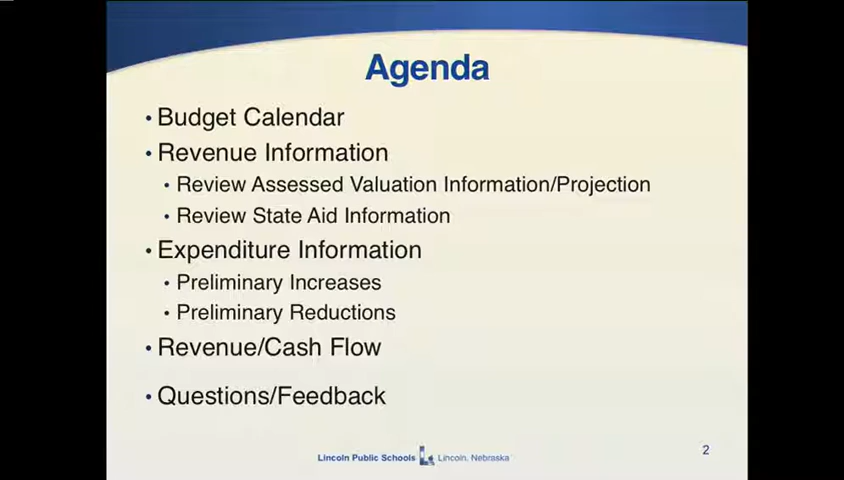 Agenda
• Budget Calendar
• Revenue Information
• Review Assessed Valuation Information/Projection
• Review State Aid Information
• Expenditure Information
• Preliminary Increases
• Preliminary Reductions
• Revenue/Cash Flow
• Questions/Feedback
Lincoln Public Schools Lincoln, Nebraska
2